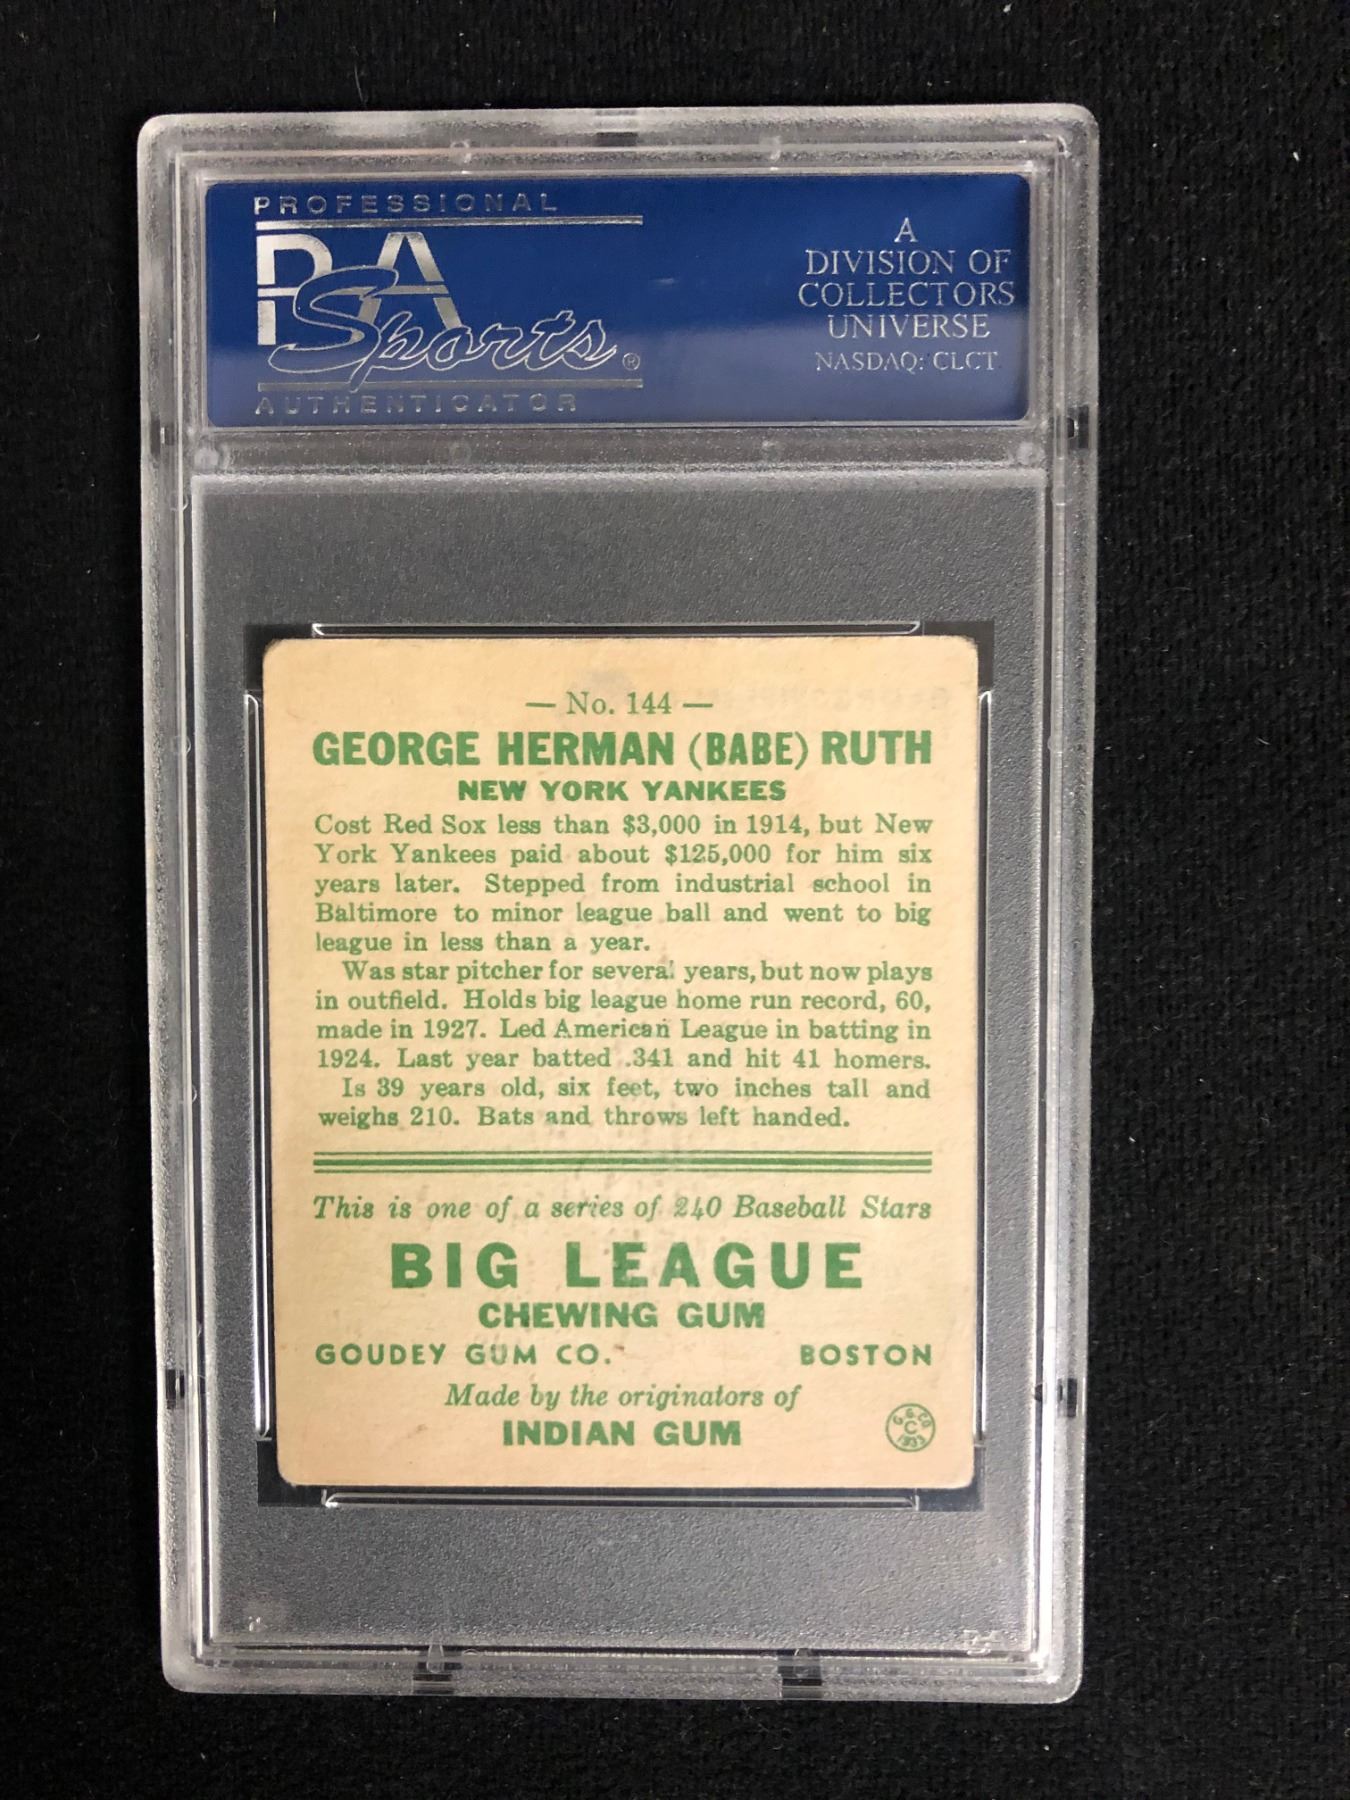 PROFESSIONAL
PSA
Sports®
AUTHENTICATOR
A
DIVISION OF
COLLECTORS
UNIVERSE
NASDAQ: CLCT
— No. 144 —
GEORGE HERMAN (BABE) RUTH
NEW YORK YANKEES
Cost Red Sox less than $3,000 in 1914, but New
York Yankees paid about $125,000 for him six
years later. Stepped from industrial school in
Baltimore to minor league ball and went to big
league in less than a year.
Was star pitcher for several years, but now plays
in outfield. Holds big league home run record, 60,
made in 1927. Led American League in batting in
1924. Last year batted .341 and hit 41 homers.
Is 39 years old, six feet, two inches tall and
weighs 210. Bats and throws left handed.
This is one of a series of 240 Baseball Stars
BIG LEAGUE
CHEWING GUM
GOUDEY GUM CO. BOSTON
Made by the originators of
INDIAN GUM
G.G.CO
C
1933